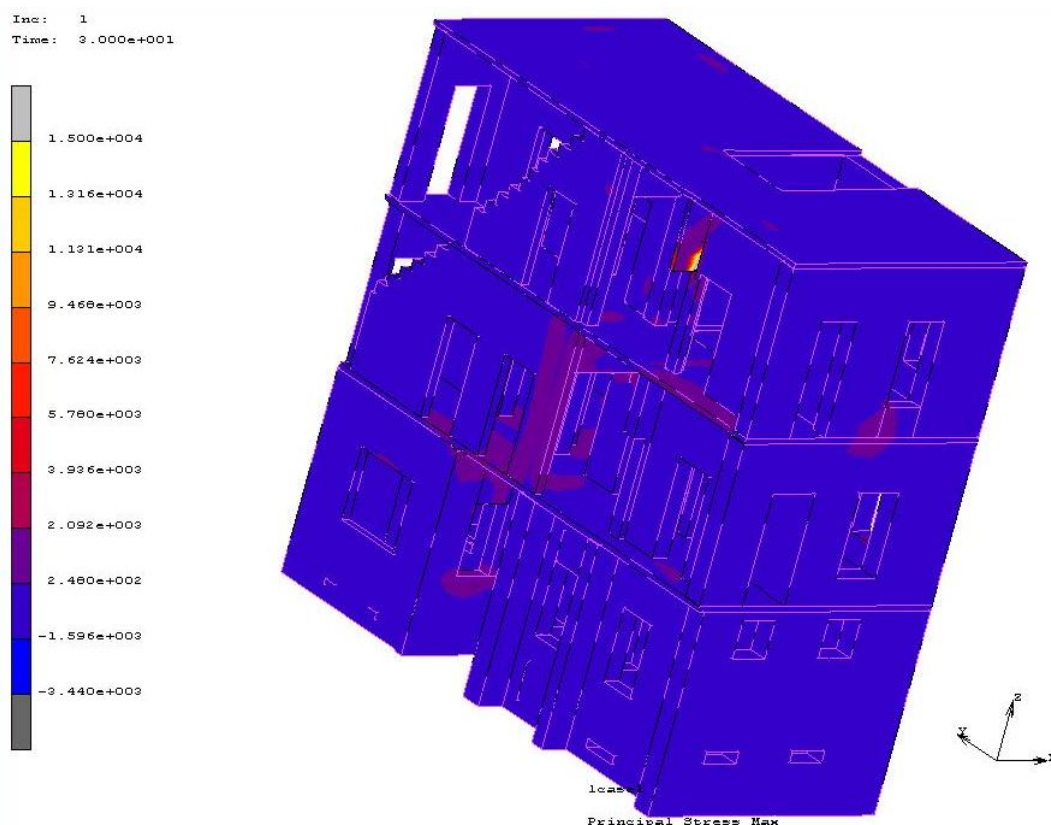 Inc: 1
Time: 3.000e+001
1.500e+004
1.316e+004
1.131e+004
9.468e+003
7.624e+003
5.780e+003
3.936e+003
2.092e+003
2.480e+002
-1.596e+003
-3.440e+003
z
y
x
lcase1
Principal Stress Max